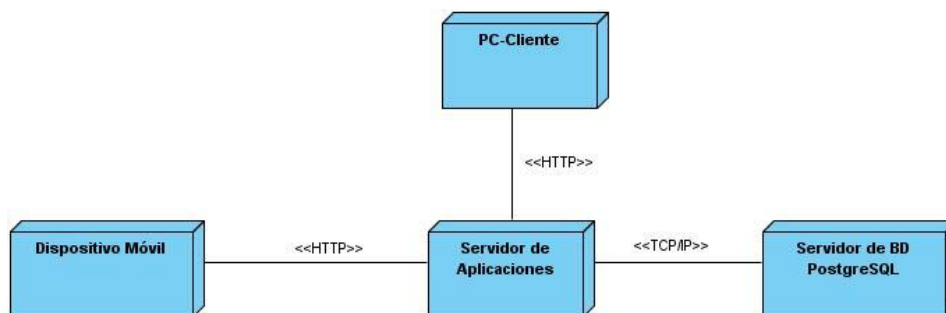 PC-Cliente
<<HTTP>>
Dispositivo Móvil
<<HTTP>>
Servidor de
Aplicaciones
<<TCP/IP>>
Servidor de BD
PostgreSQL